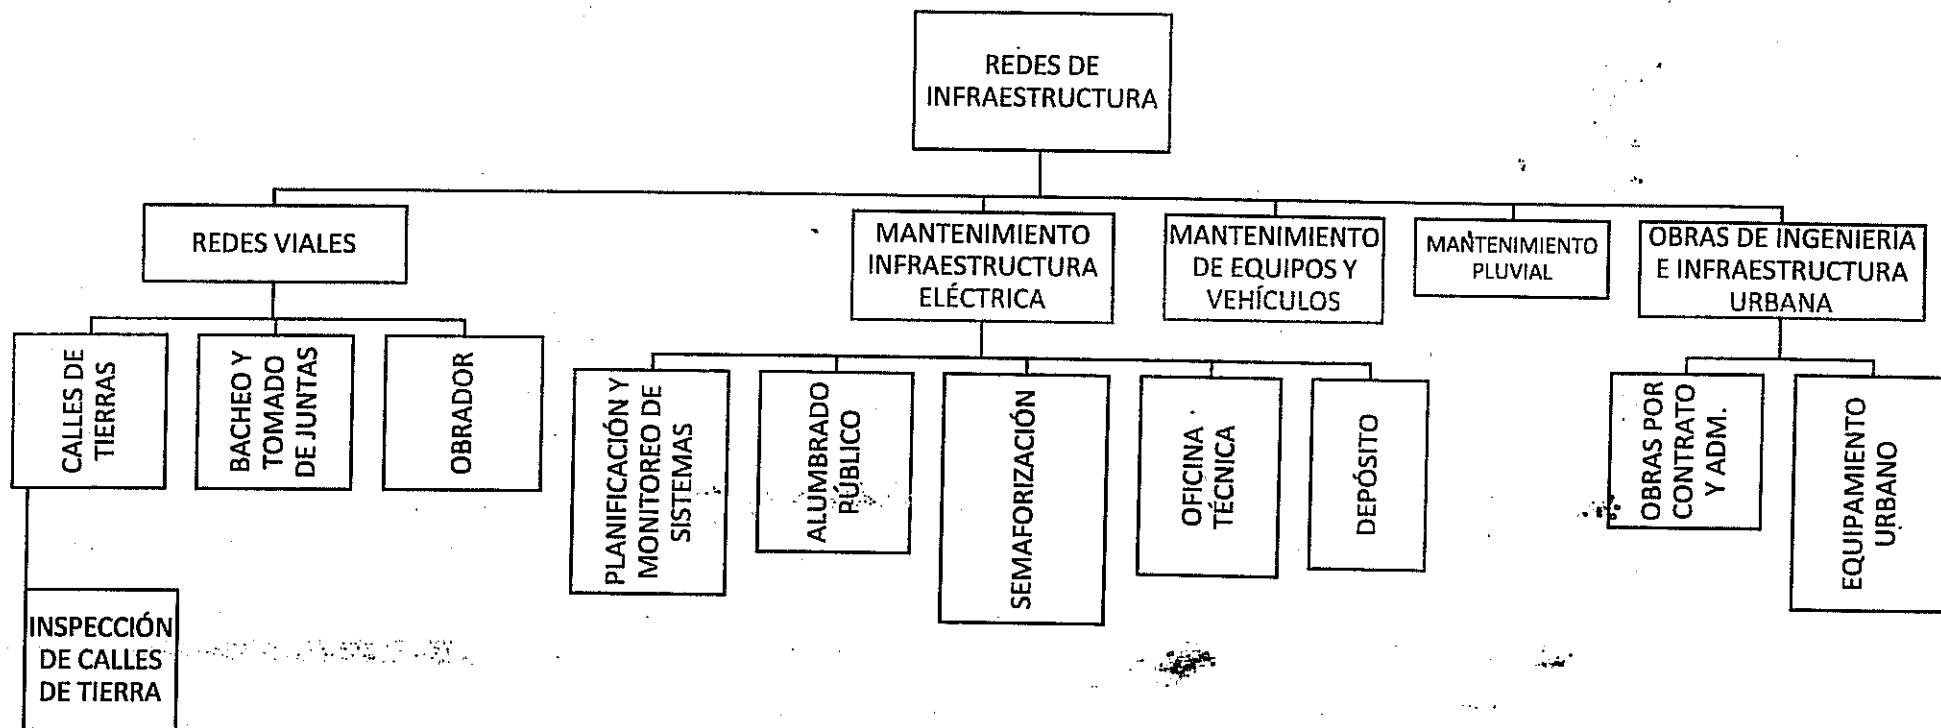 REDES DE
INFRAESTRUCTURA
REDES VIALES
MANTENIMIENTO
INFRAESTRUCTURA
ELÉCTRICA
MANTENIMIENTO
DE EQUIPOS Y
VEHÍCULOS
MANTENIMIENTO
PLUVIAL
OBRAS DE INGENIERÍA
E INFRAESTRUCTURA
URBANA
CALLES DE
TIERRAS
BACHEO Y
TOMADO
DE JUNTAS
OBRADOR
PLANIFICACIÓN Y
MONITOREO DE
SISTEMAS
ALUMBRADO
PÚBLICO
SEMAFORIZACIÓN
OFICINA
TÉCNICA
DEPÓSITO
OBRAS POR
CONTRATO
Y ADM.
EQUIPAMIENTO
URBANO
INSPECCIÓN
DE CALLES
DE TIERRA